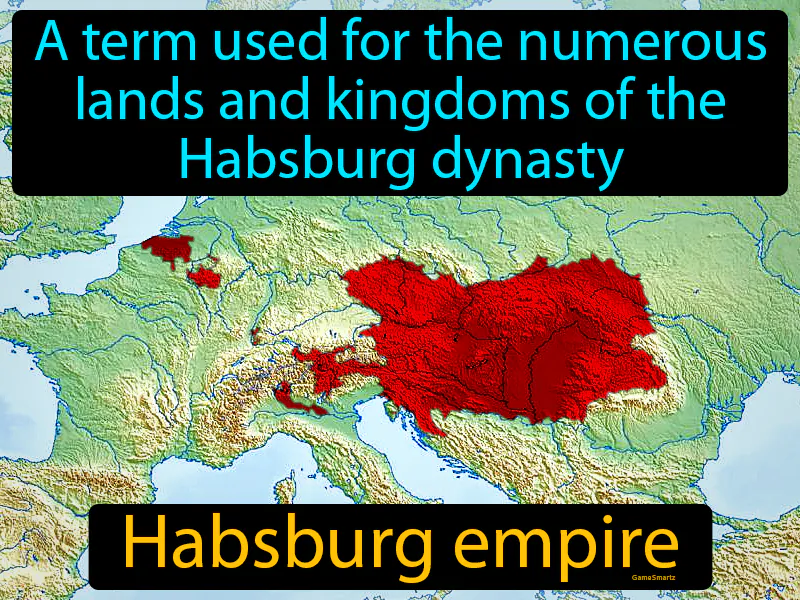 A term used for the numerous
lands and kingdoms of the
Habsburg dynasty
Habsburg empire
GameSmartz